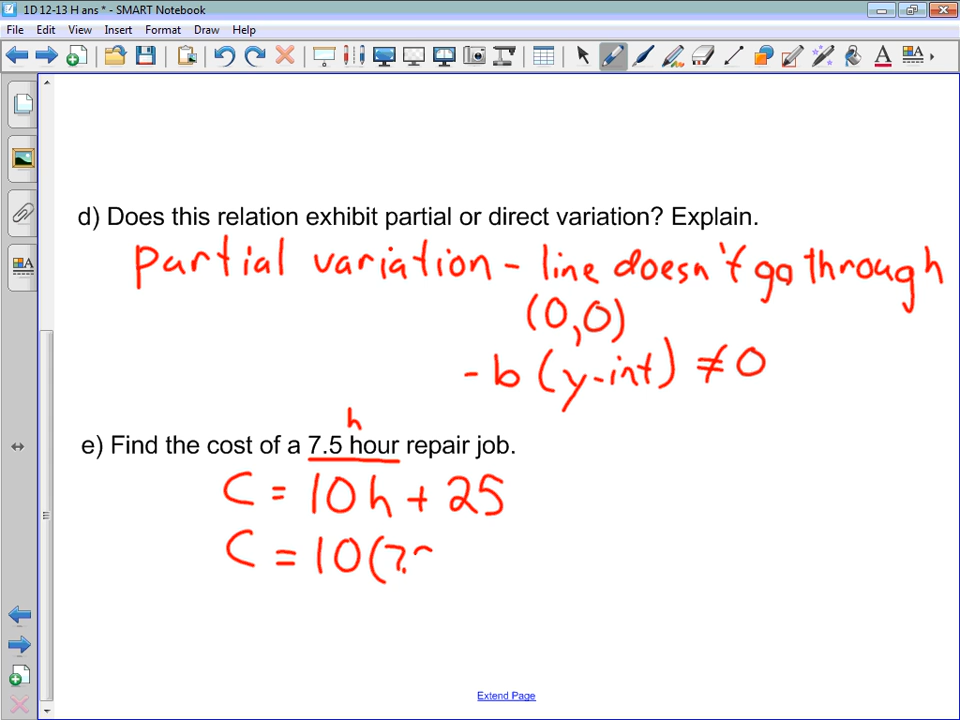 1D 12-13 H ans * - SMART Notebook
File Edit View Insert Format Draw Help
d) Does this relation exhibit partial or direct variation? Explain.
partial variation - line doesn't go through
(0,0)
- b (y-int) ≠ 0
h
e) Find the cost of a 7.5 hour repair job.
C = 10h + 25
C = 10(7.
Extend Page